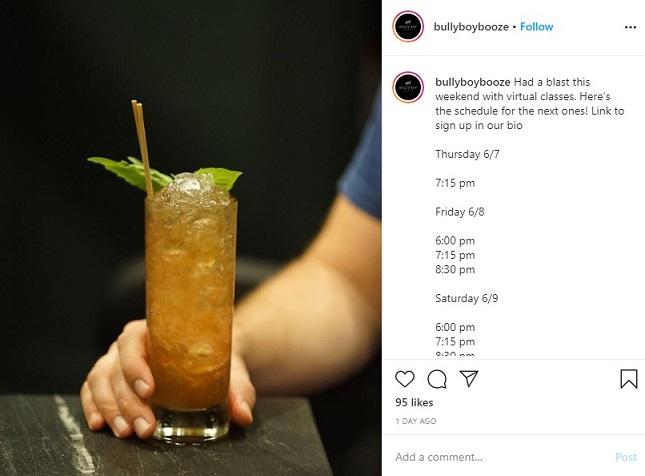 bullyboybooze • Follow
bullyboybooze Had a blast this
weekend with virtual classes. Here's
the schedule for the next ones! Link to
sign up in our bio
Thursday 6/7
7:15 pm
Friday 6/8
6:00 pm
7:15 pm
8:30 pm
Saturday 6/9
6:00 pm
7:15 pm
8:30 pm
95 likes
1 DAY AGO
Add a comment...
Post